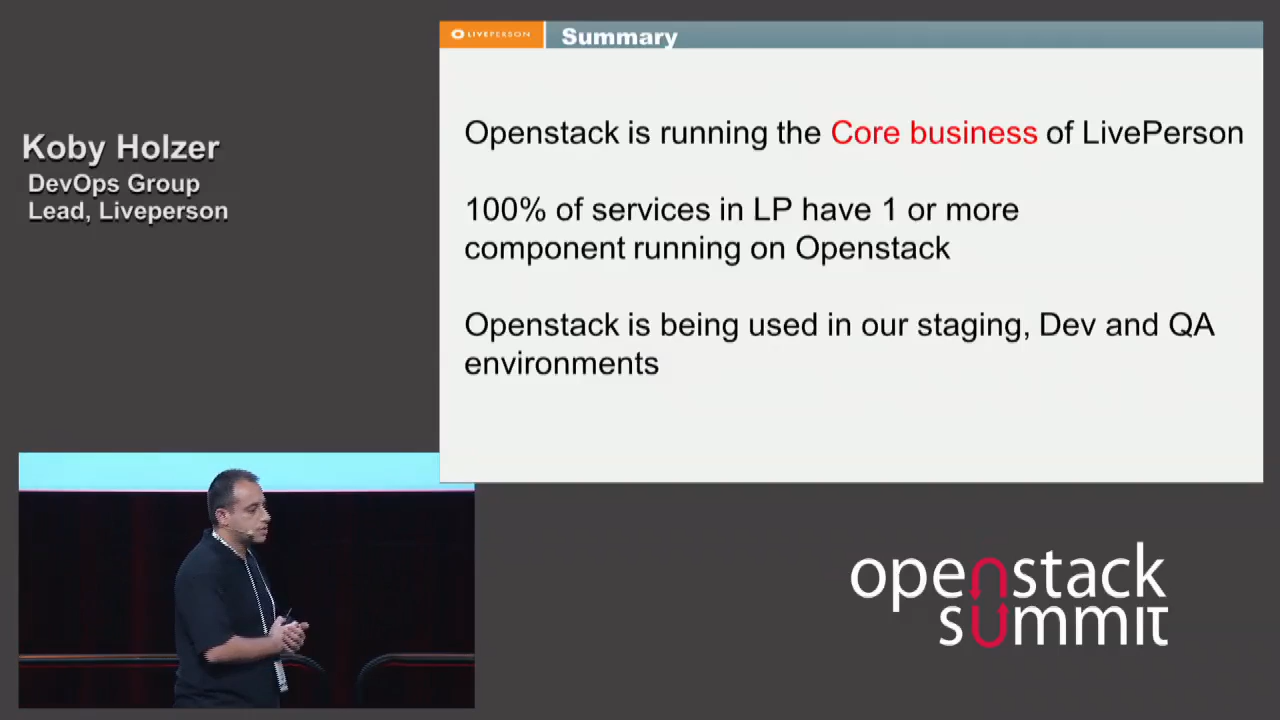 LIVEPERSON
Summary
Koby Holzer
DevOps Group
Lead, Liveperson
Openstack is running the Core business of LivePerson
100% of services in LP have 1 or more
component running on Openstack
Openstack is being used in our staging, Dev and QA
environments
openstack
summit